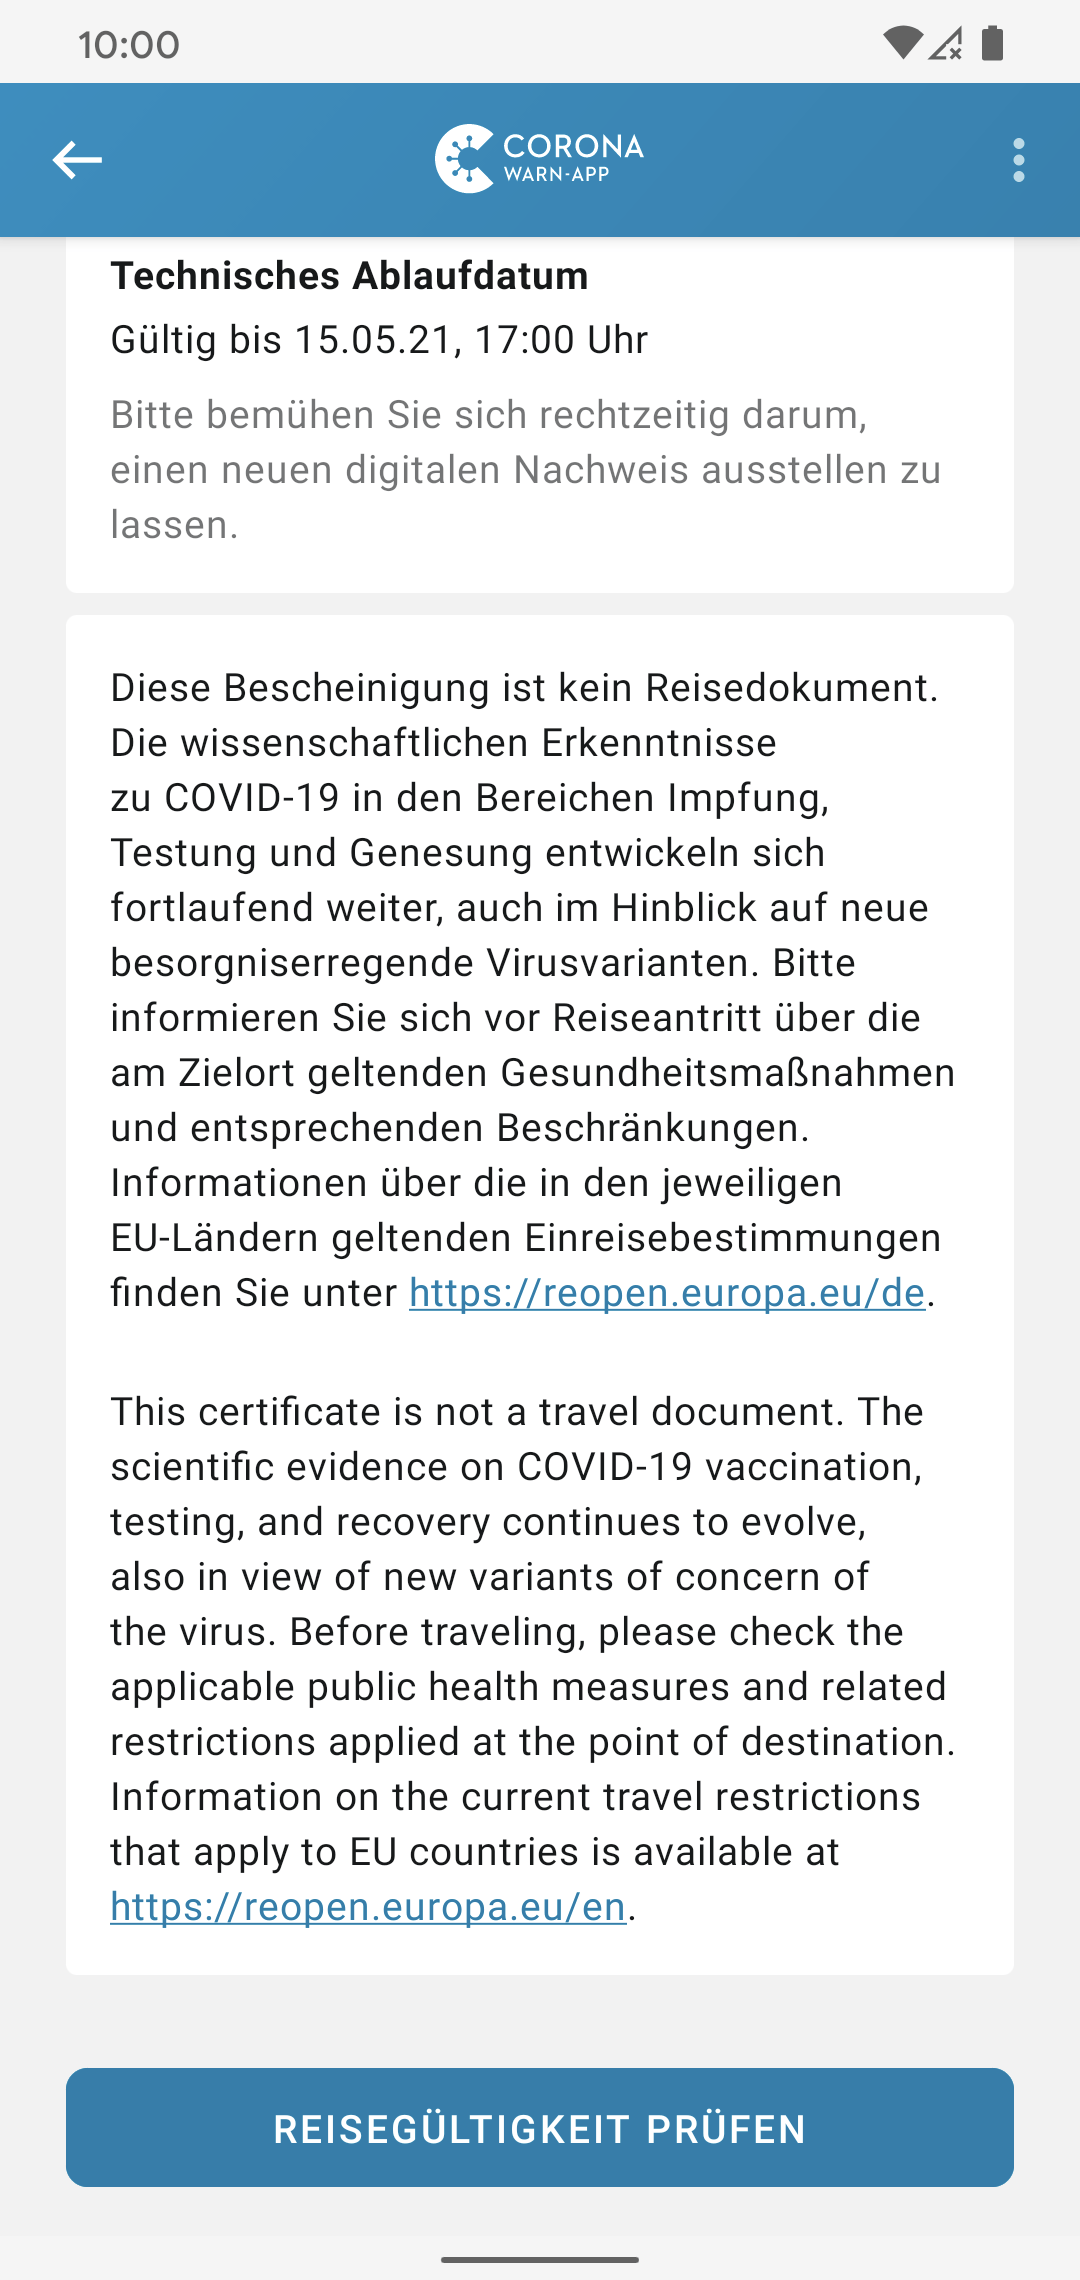 10:00
CORONA
WARN-APP
Technisches Ablaufdatum
Gültig bis 15.05.21, 17:00 Uhr
Bitte bemühen Sie sich rechtzeitig darum,
einen neuen digitalen Nachweis ausstellen zu
lassen.
Diese Bescheinigung ist kein Reisedokument.
Die wissenschaftlichen Erkenntnisse
zu COVID-19 in den Bereichen Impfung,
Testung und Genesung entwickeln sich
fortlaufend weiter, auch im Hinblick auf neue
besorgniserregende Virusvarianten. Bitte
informieren Sie sich vor Reiseantritt über die
am Zielort geltenden Gesundheitsmaßnahmen
und entsprechenden Beschränkungen.
Informationen über die in den jeweiligen
EU-Ländern geltenden Einreisebestimmungen
finden Sie unter https://reopen.europa.eu/de.
This certificate is not a travel document. The
scientific evidence on COVID-19 vaccination,
testing, and recovery continues to evolve,
also in view of new variants of concern of
the virus. Before traveling, please check the
applicable public health measures and related
restrictions applied at the point of destination.
Information on the current travel restrictions
that apply to EU countries is available at
https://reopen.europa.eu/en.
REISEGÜLTIGKEIT PRÜFEN